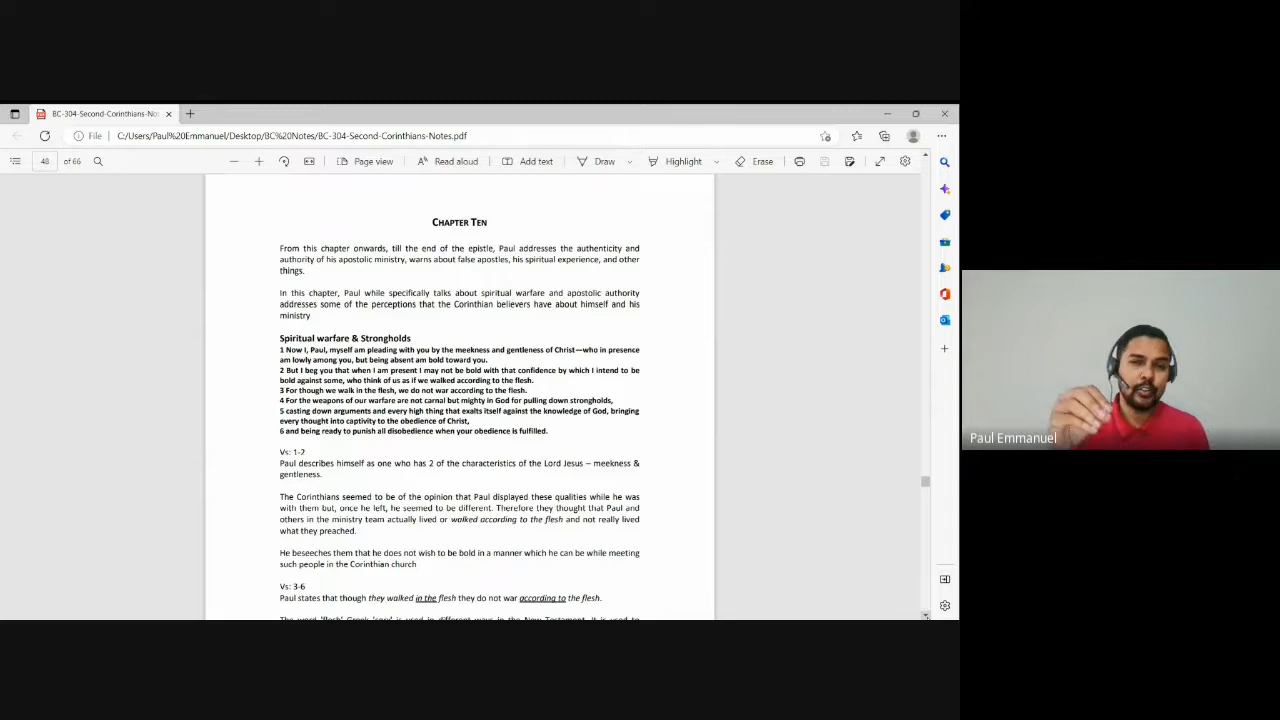 BC-304-Second-Corinthians-No
File
C:/Users/Paul%20Emmanuel/Desktop/BC%20Notes/BC-304-Second-Corinthians-Notes.pdf
48 of 66
Page view
Read aloud
Add text
Draw
Highlight
Erase
CHAPTER TEN
From this chapter onwards, till the end of the epistle, Paul addresses the authenticity and
authority of his apostolic ministry, warns about false apostles, his spiritual experience, and other
things.
In this chapter, Paul while specifically talks about spiritual warfare and apostolic authority
addresses some of the perceptions that the Corinthian believers have about himself and his
ministry
Spiritual warfare & Strongholds
1 Now I, Paul, myself am pleading with you by the meekness and gentleness of Christ—who in presence
am lowly among you, but being absent am bold toward you.
2 But I beg you that when I am present I may not be bold with that confidence by which I intend to be
bold against some, who think of us as if we walked according to the flesh.
3 For though we walk in the flesh, we do not war according to the flesh.
4 For the weapons of our warfare are not carnal but mighty in God for pulling down strongholds,
5 casting down arguments and every high thing that exalts itself against the knowledge of God, bringing
every thought into captivity to the obedience of Christ,
6 and being ready to punish all disobedience when your obedience is fulfilled.
Vs: 1-2
Paul describes himself as one who has 2 of the characteristics of the Lord Jesus – meekness &
gentleness.
The Corinthians seemed to be of the opinion that Paul displayed these qualities while he was
with them but, once he left, he seemed to be different. Therefore they thought that Paul and
others in the ministry team actually lived or walked according to the flesh and not really lived
what they preached.
He beseeches them that he does not wish to be bold in a manner which he can be while meeting
such people in the Corinthian church
Vs: 3-6
Paul states that though they walked in the flesh they do not war according to the flesh.
The word 'flesh' Greek 'sarx' is used in different ways in the New Testament. It is used to
Paul Emmanuel